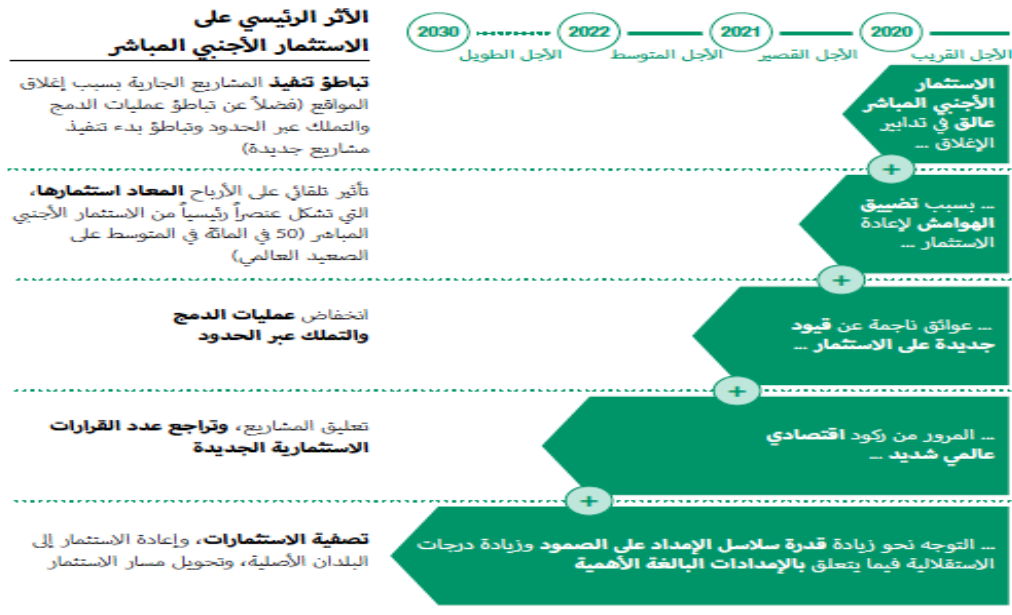 الأثر الرئيسي على
الاستثمار الأجنبي المباشر
2020
2021
2022
2030
الأجل القريب
الأجل القصير
الأجل المتوسط
الأجل الطويل
الاستثمار
الأجنبي المباشر
عالق في تدابير
الإغلاق ...
تباطؤ تنفيذ المشاريع الجارية بسبب إغلاق
المواقع (فضلاً عن تباطؤ عمليات الدمج
والتملك عبر الحدود وتباطؤ بدء تنفيذ
مشاريع جديدة)
+
... بسبب تضييق
الهوامش لإعادة
الاستثمار ...
تأثير تلقائي على الأرباح المعاد استثمارها،
التي تشكل عنصراً رئيسياً من الاستثمار الأجنبي
المباشر (50 في المائة في المتوسط على
الصعيد العالمي)
+
... عوائق ناجمة عن قيود
جديدة على الاستثمار ...
انخفاض عمليات الدمج
والتملك عبر الحدود
+
... المرور من ركود اقتصادي
عالمي شديد ...
تعليق المشاريع، وتراجع عدد القرارات
الاستثمارية الجديدة
+
... التوجه نحو زيادة قدرة سلاسل الإمداد على الصمود وزيادة درجات
الاستقلالية فيما يتعلق بالإمدادات البالغة الأهمية
تصفية الاستثمارات، وإعادة الاستثمار إلى
البلدان الأصلية، وتحويل مسار الاستثمار